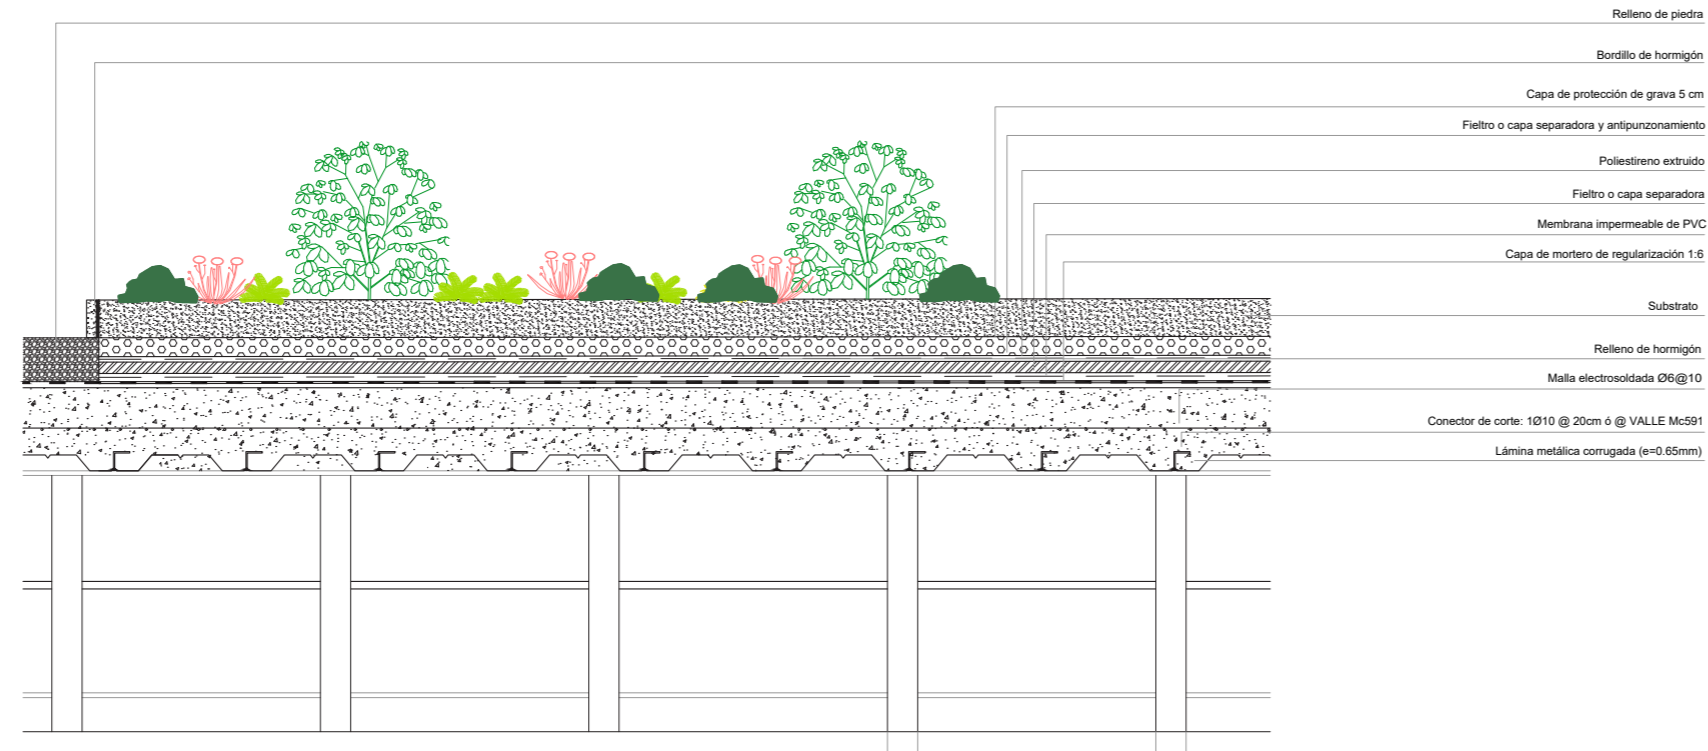 Relleno de piedra
Bordillo de hormigón
Capa de protección de grava 5 cm
Fieltro o capa separadora y antipunzonamiento
Poliestireno extruido
Fieltro o capa separadora
Membrana impermeable de PVC
Capa de mortero de regularización 1:6
Substrato
Relleno de hormigón
Malla electrosoldada Ø6@10
Conector de corte: 1Ø10 @ 20cm ó @ VALLE Mc591
Lámina metálica corrugada (e=0.65mm)